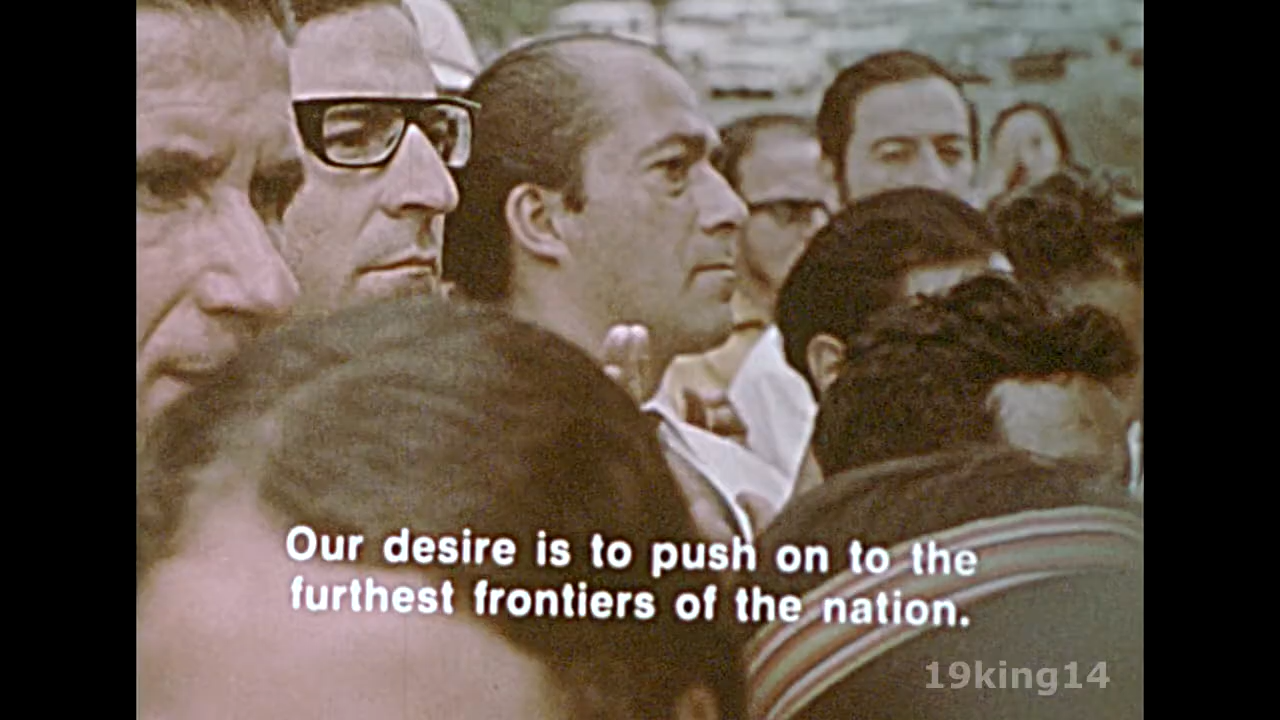 Our desire is to push on to the
furthest frontiers of the nation.
19king14